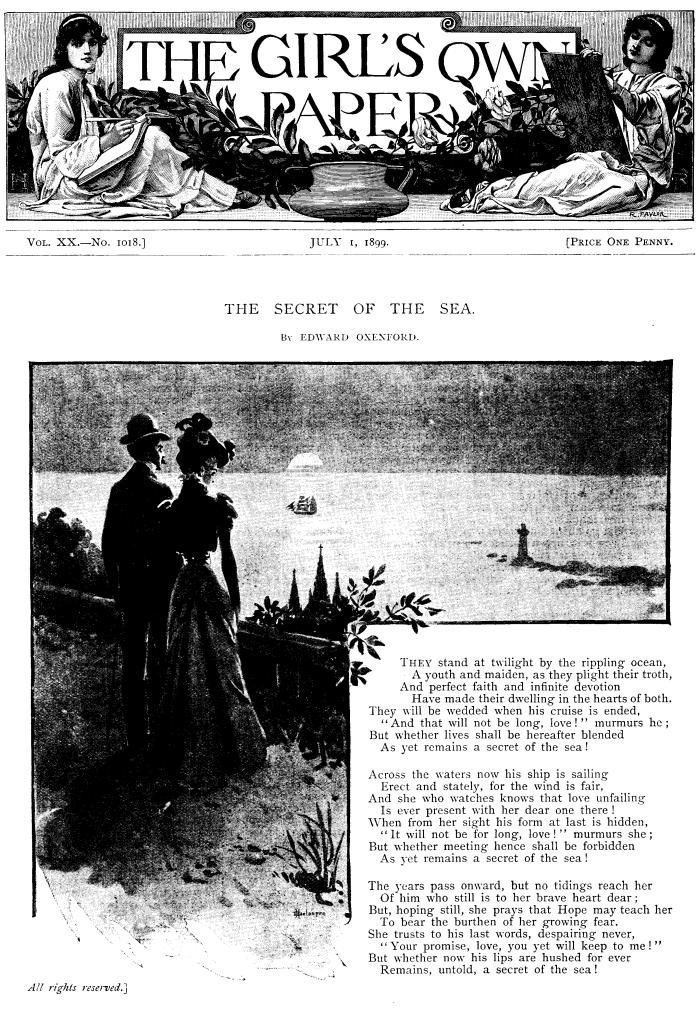 THE GIRL'S OWN
PAPER
R. TAYLOR
VOL. XX.—No. 1018.]
JULY 1, 1899.
[PRICE ONE PENNY.
THE SECRET OF THE SEA.
By EDWARD OXENFORD.
THEY stand at twilight by the rippling ocean,
A youth and maiden, as they plight their troth,
And perfect faith and infinite devotion
Have made their dwelling in the hearts of both.
They will be wedded when his cruise is ended,
"And that will not be long, love!" murmurs he;
But whether lives shall be hereafter blended
As yet remains a secret of the sea!
Across the waters now his ship is sailing
Erect and stately, for the wind is fair,
And she who watches knows that love unfailing
Is ever present with her dear one there!
When from her sight his form at last is hidden,
"It will not be for long, love!" murmurs she;
But whether meeting hence shall be forbidden
As yet remains a secret of the sea!
The years pass onward, but no tidings reach her
Of him who still is to her brave heart dear;
But, hoping still, she prays that Hope may teach her
To bear the burthen of her growing fear.
She trusts to his last words, despairing never,
"Your promise, love, you yet will keep to me!"
But whether now his lips are hushed for ever
Remains, untold, a secret of the sea!
All rights reserved.]